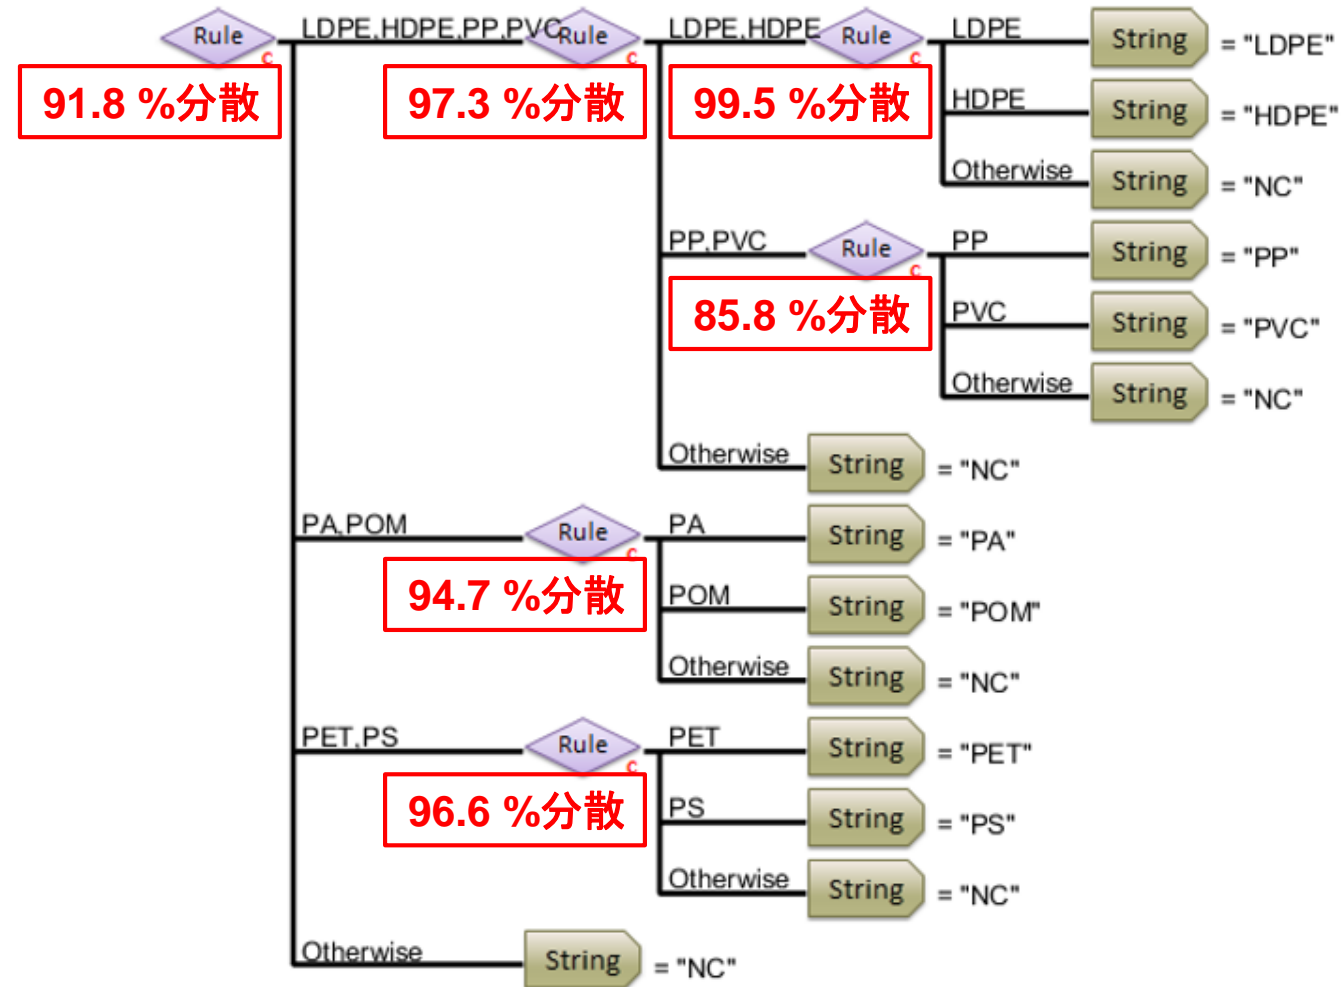 Rule
c
LDPE,HDPE,PP,PVC
Rule
c
LDPE,HDPE
Rule
c
LDPE
String
= "LDPE"
91.8 %分散
97.3 %分散
99.5 %分散
HDPE
String
= "HDPE"
Otherwise
String
= "NC"
PP,PVC
Rule
c
PP
String
= "PP"
85.8 %分散
PVC
String
= "PVC"
Otherwise
String
= "NC"
Otherwise
String
= "NC"
PA,POM
Rule
c
PA
String
= "PA"
94.7 %分散
POM
String
= "POM"
Otherwise
String
= "NC"
PET,PS
Rule
c
PET
String
= "PET"
96.6 %分散
PS
String
= "PS"
Otherwise
String
= "NC"
Otherwise
String
= "NC"